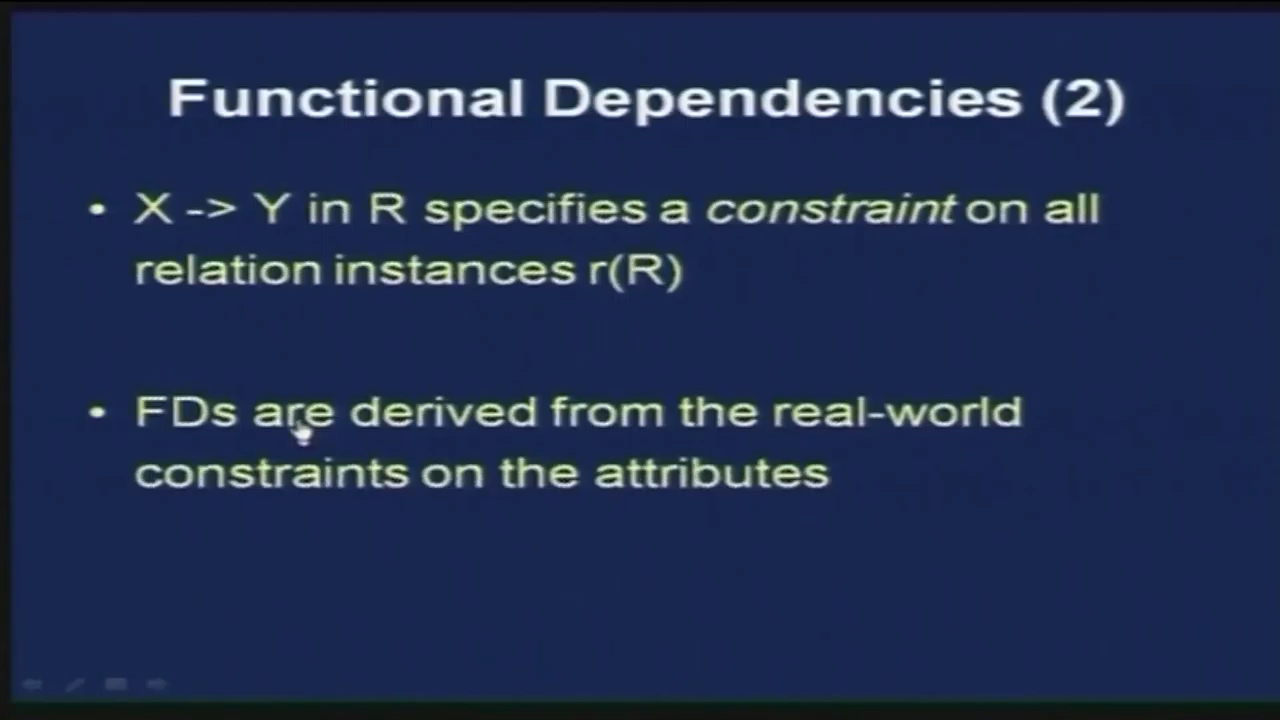 Functional Dependencies (2)
• X -> Y in R specifies a constraint on all
relation instances r(R)
• FDs are derived from the real-world
constraints on the attributes